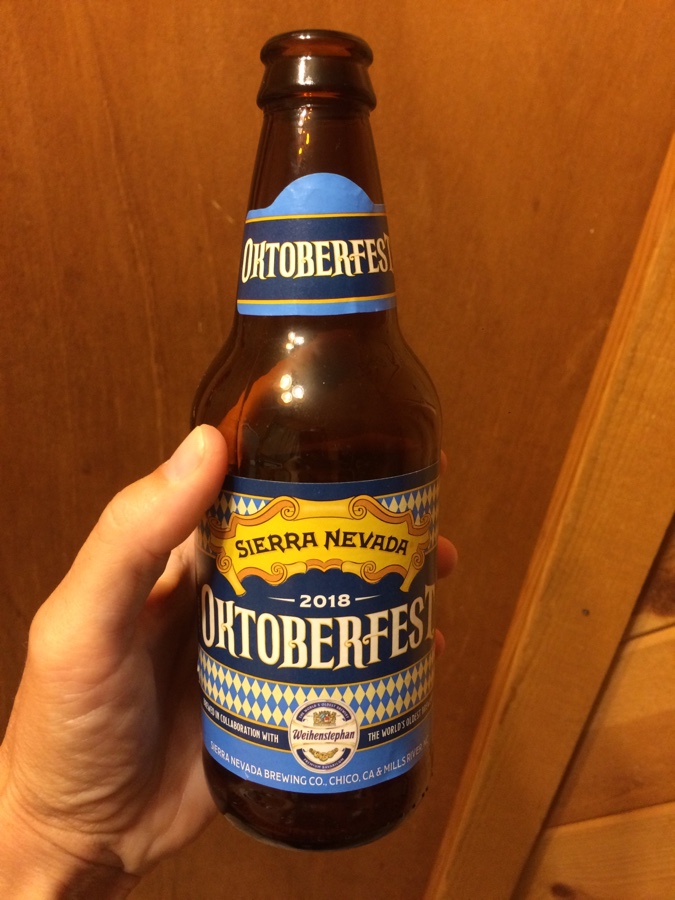 OKTOBERFEST
SIERRA NEVADA
2018
OKTOBERFEST
IN COLLABORATION WITH
Weihenstephan
THE WORLD'S OLDEST
SIERRA NEVADA BREWING CO., CHICO, CA & MILLS RIVER,